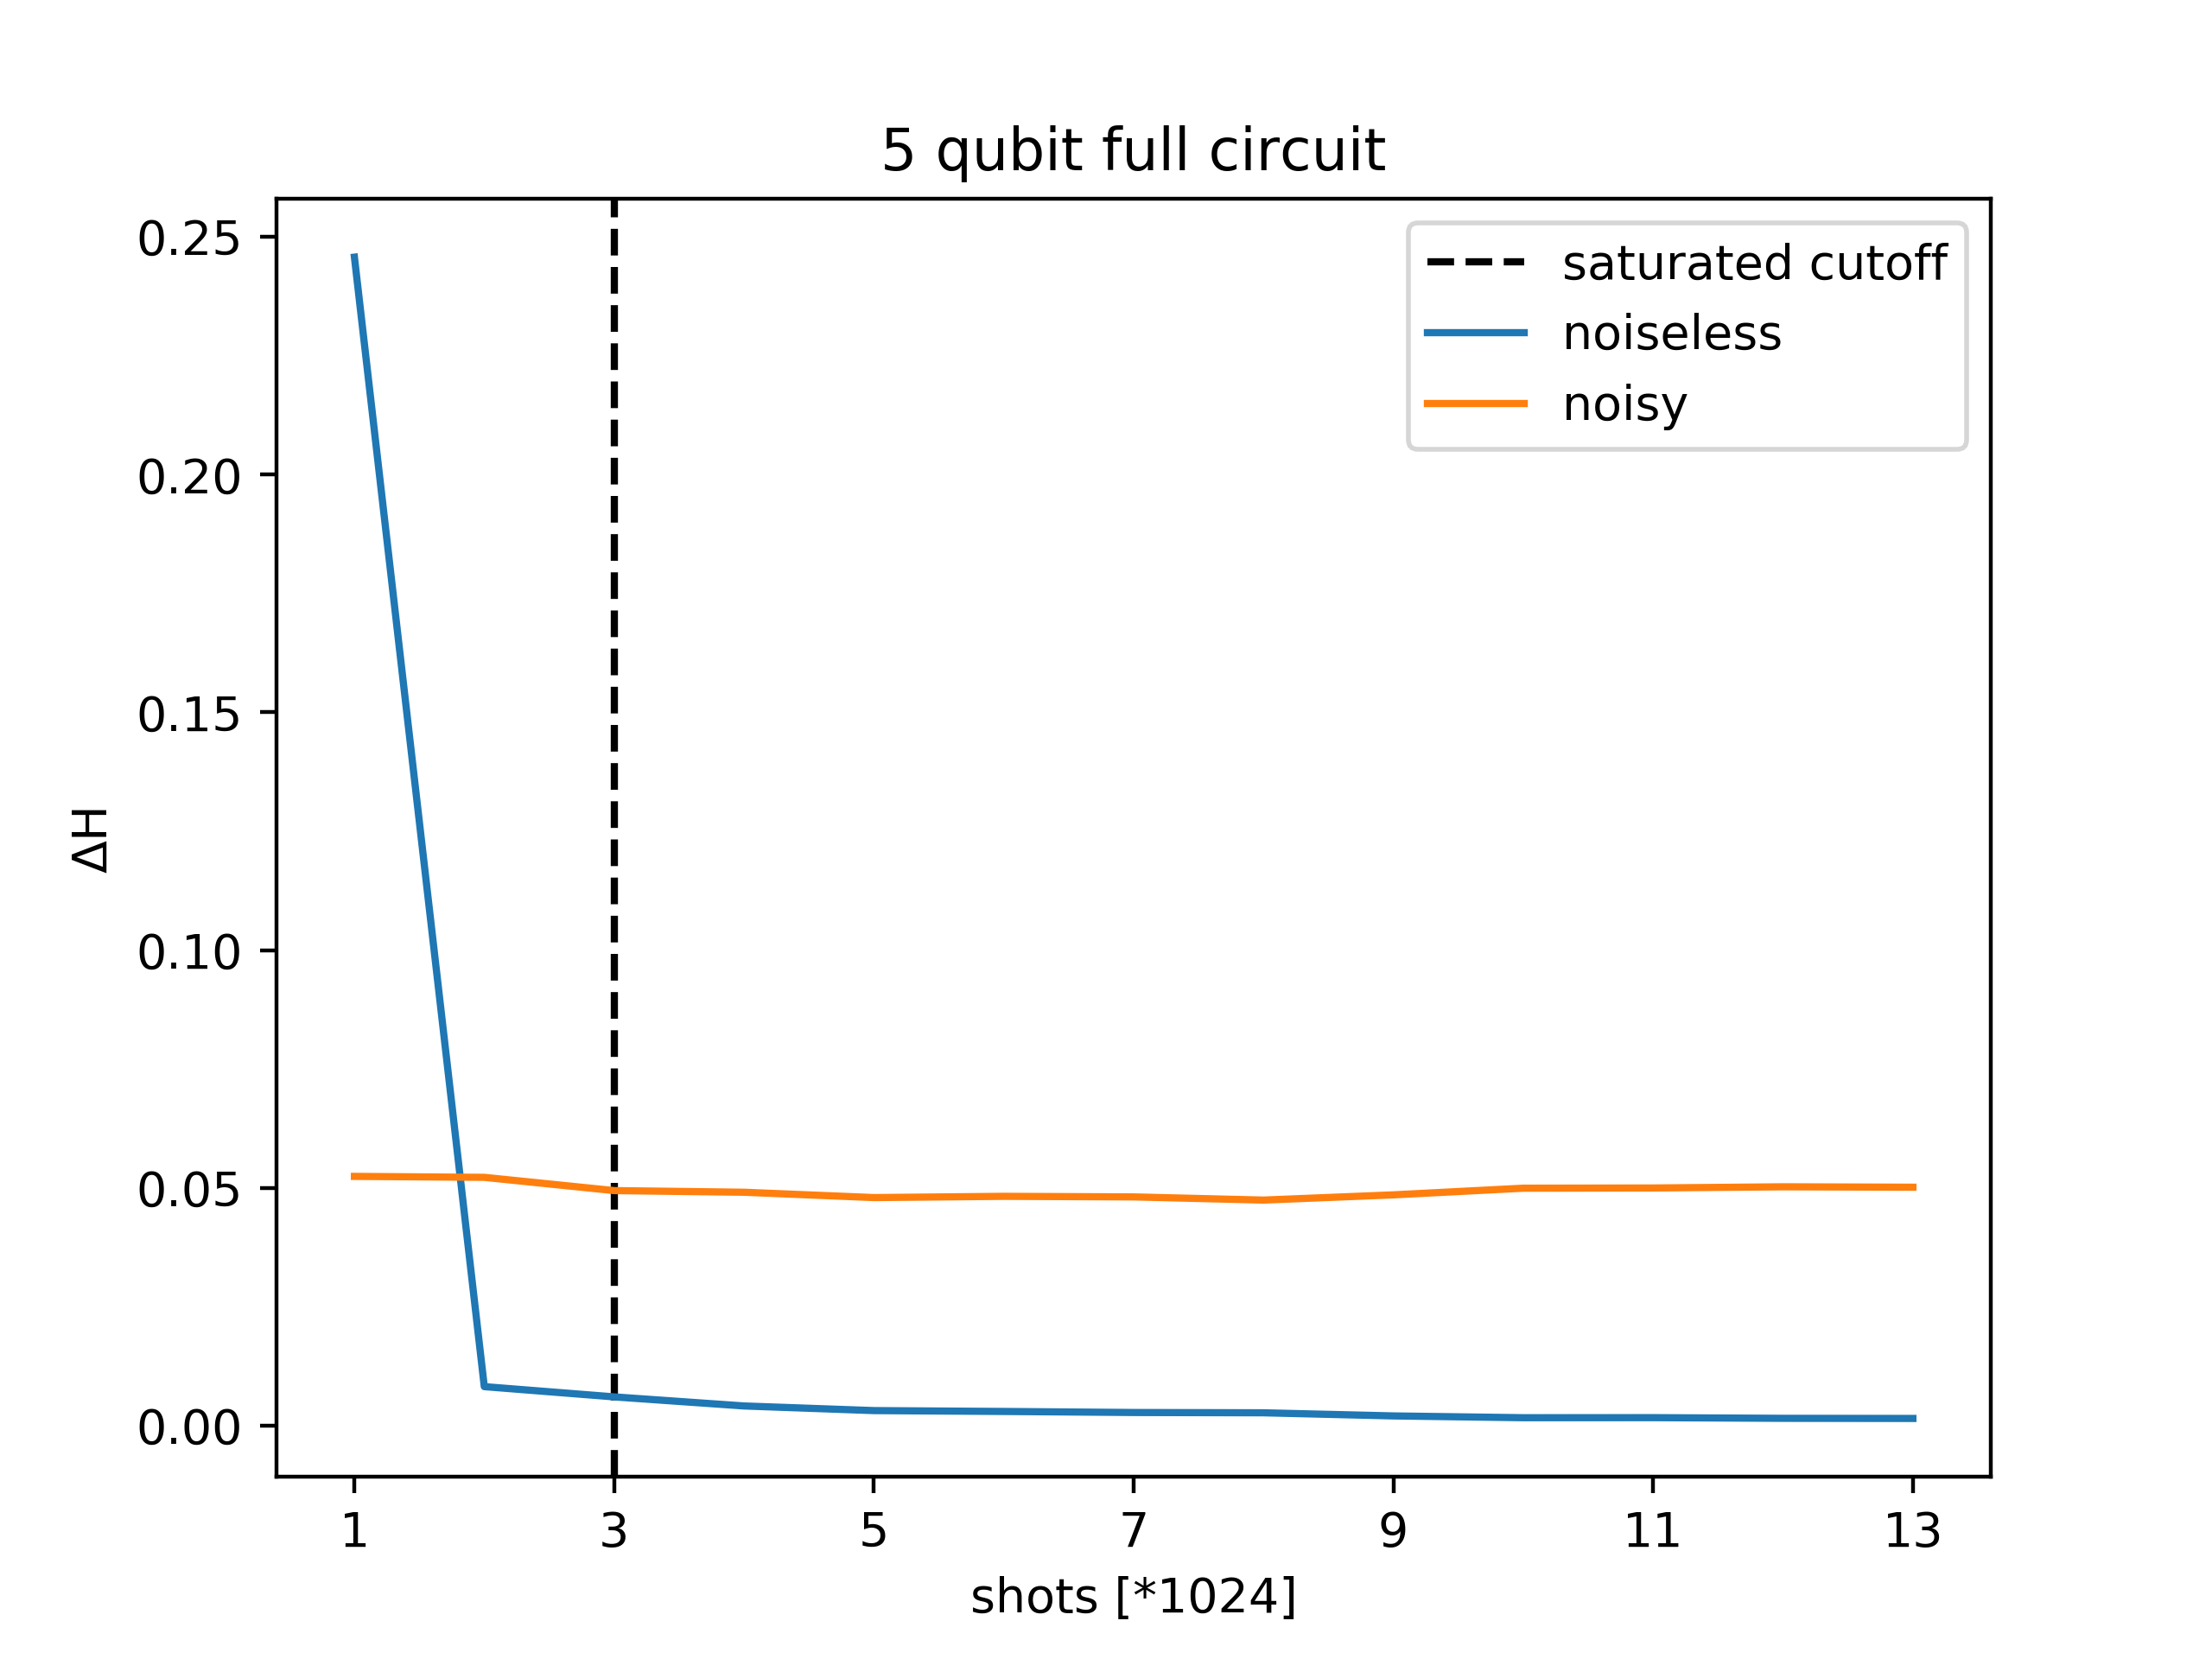 5 qubit full circuit
saturated cutoff
noiseless
noisy
0.25
0.20
0.15
0.10
0.05
0.00
ΔH
1 3 5 7 9 11 13
shots [*1024]